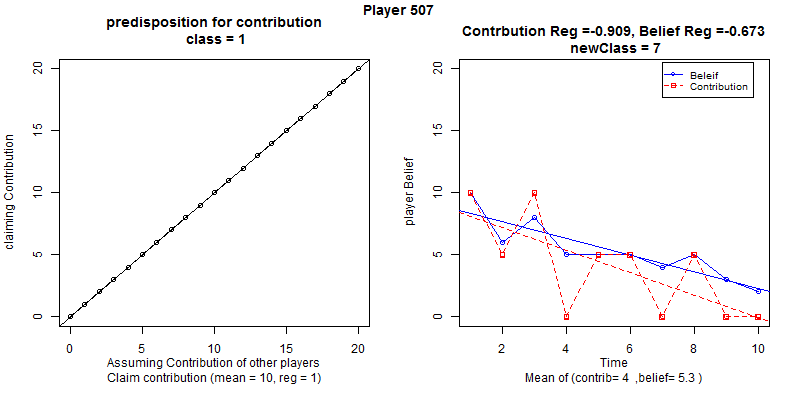 Player 507
predisposition for contribution
class = 1
claiming Contribution
20
15
10
5
0
0 5 10 15 20
Assuming Contribution of other players
Claim contribution (mean = 10, reg = 1)
Contrbution Reg =-0.909, Belief Reg =-0.673
newClass = 7
Beleif
Contribution
player Belief
20
15
10
5
0
2 4 6 8 10
Time
Mean of (contrib= 4 ,belief= 5.3 )